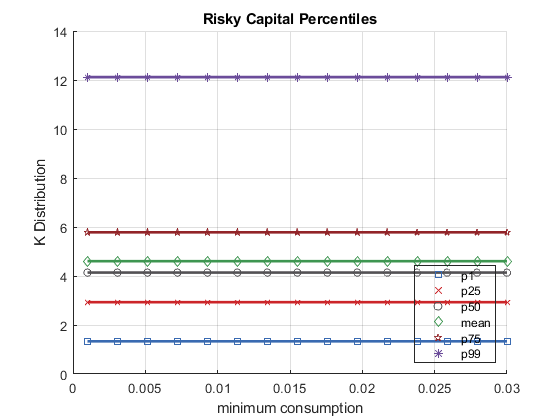 Risky Capital Percentiles
14
12
10
8
6
4
2
0
K Distribution
p1
p25
p50
mean
p75
p99
0 0.005 0.01 0.015 0.02 0.025 0.03
minimum consumption